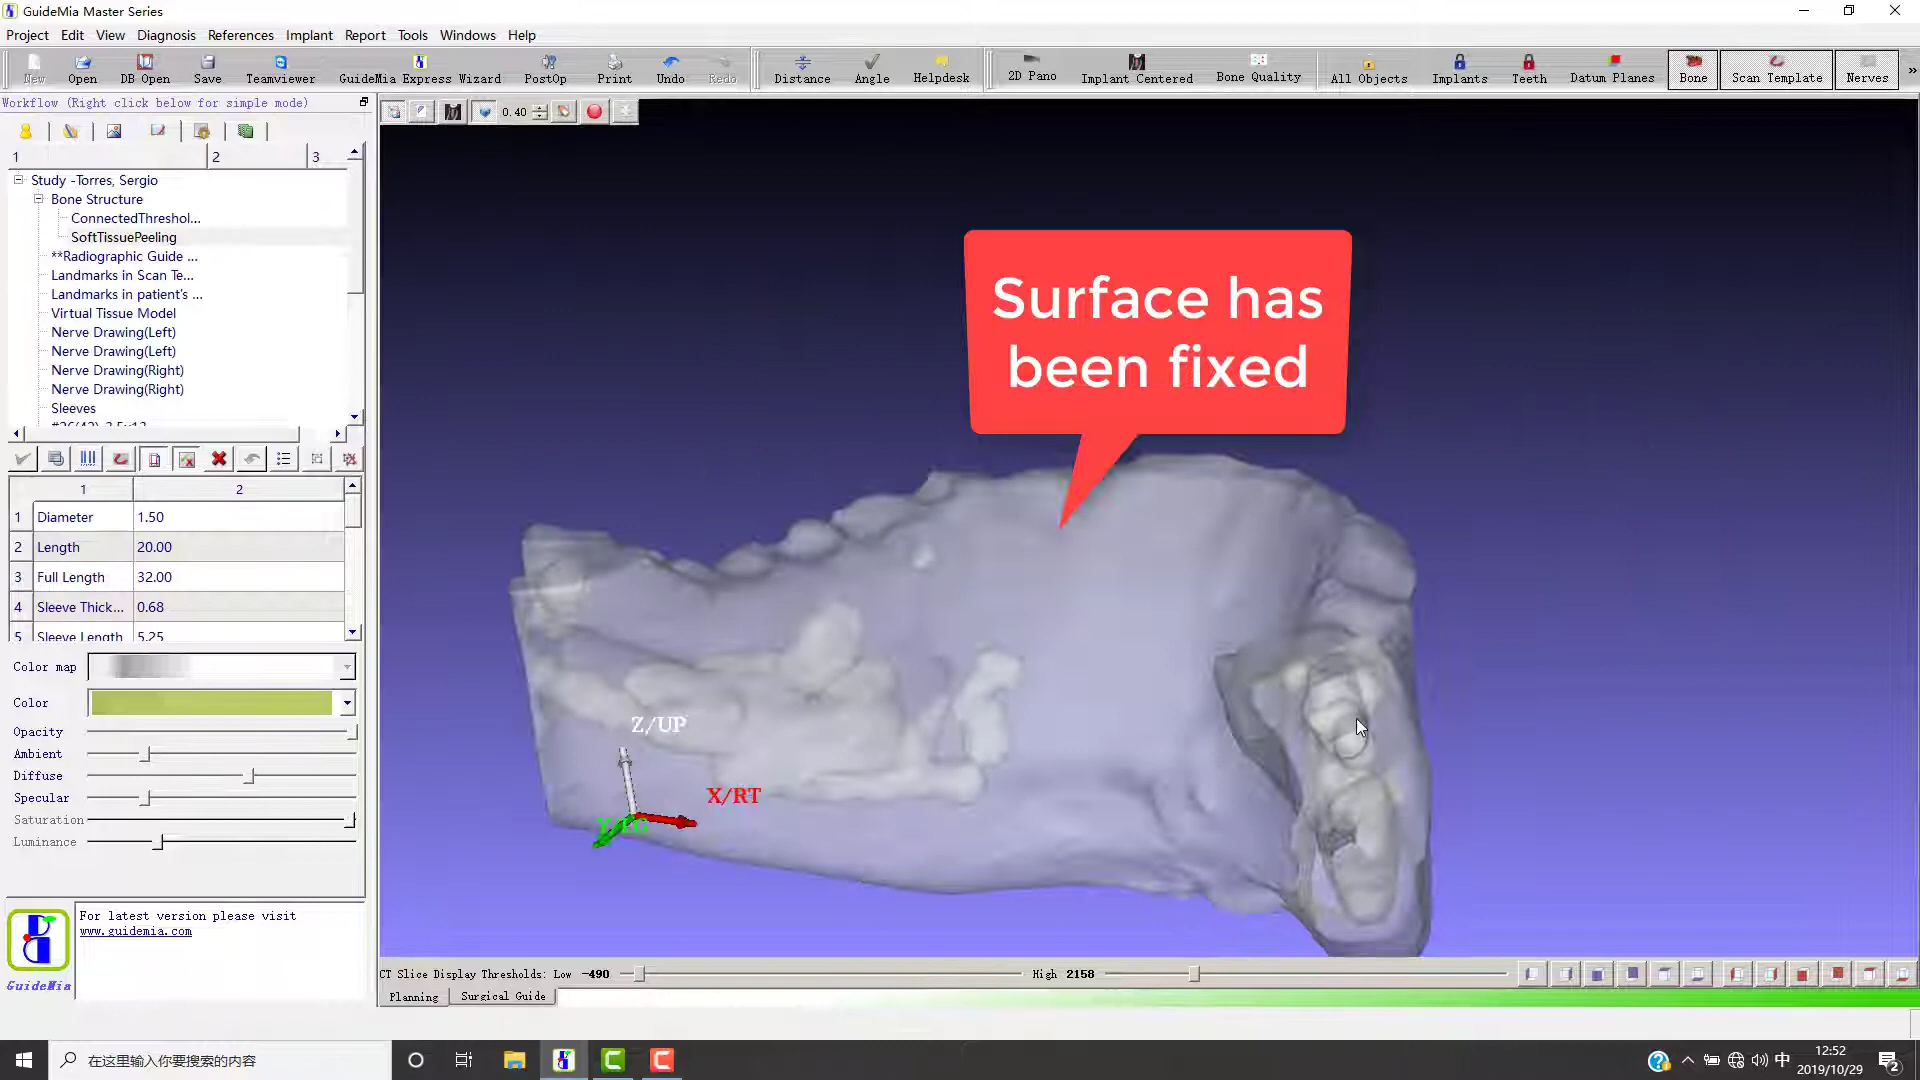 GuideMia Master Series
Project Edit View Diagnosis References Implant Report Tools Windows Help
New Open DB Open Save Teamviewer GuideMia Express Wizard PostOp Print Undo Redo Distance Angle Helpdesk 2D Pano Implant Centered Bone Quality All Objects Implants Teeth Datum Planes Bone Scan Template Nerves »
Workflow (Right click below for simple mode)
0.40
1 2 3
Study -Torres, Sergio
Bone Structure
ConnectedThreshol...
SoftTissuePeeling
**Radiographic Guide ...
Landmarks in Scan Te...
Landmarks in patient's ...
Virtual Tissue Model
Nerve Drawing(Left)
Nerve Drawing(Left)
Nerve Drawing(Right)
Nerve Drawing(Right)
Sleeves
1 2
1 Diameter 1.50
2 Length 20.00
3 Full Length 32.00
4 Sleeve Thick... 0.68
5 Sleeve Length 5.25
Color map
Color
Opacity
Ambient
Diffuse
Specular
Saturation
Luminance
GuideMia
For latest version please visit
www.guidemia.com
Surface has
been fixed
Z/UP
X/RT
CT Slice Display Thresholds: Low -490 High 2158
Planning Surgical Guide
在这里输入你要搜索的内容
中
12:52
2019/10/29
2